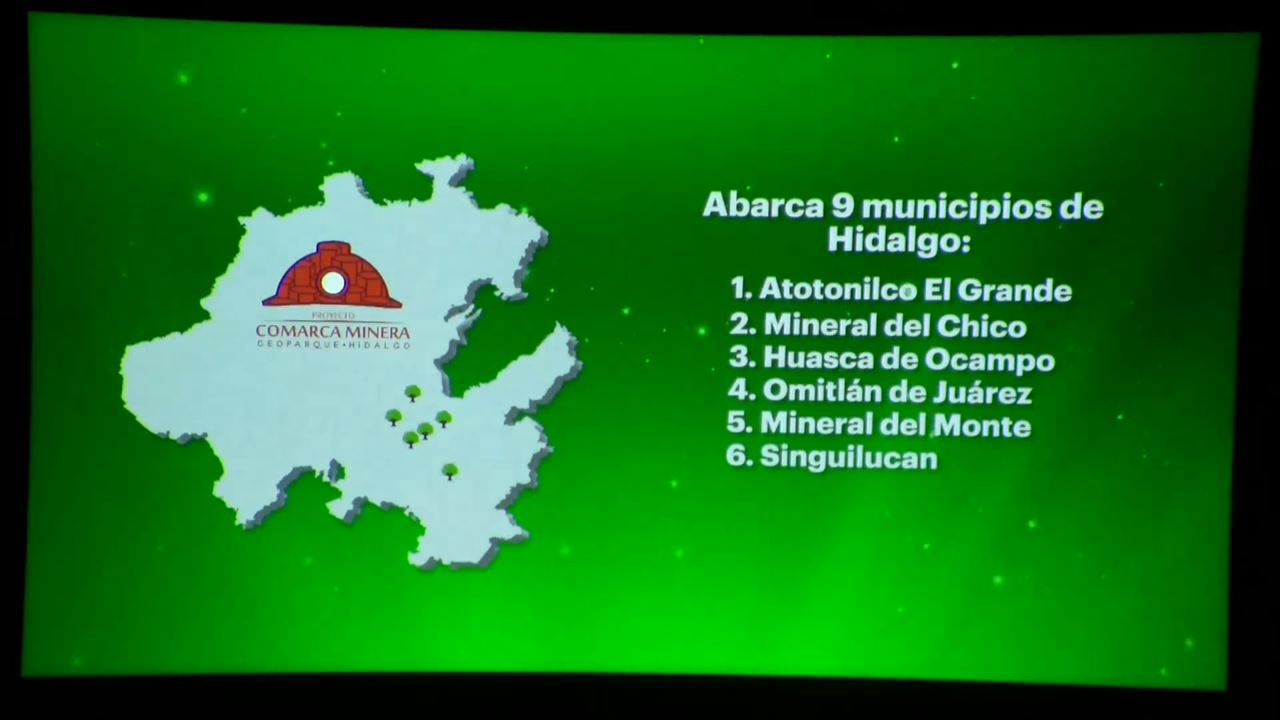 Abarca 9 municipios de
Hidalgo:
1. Atotonilco El Grande
2. Mineral del Chico
3. Huasca de Ocampo
4. Omitlán de Juárez
5. Mineral del Monte
6. Singuilucan
PROYECTO
COMARCA MINERA
GEOPARQUE•HIDALGO